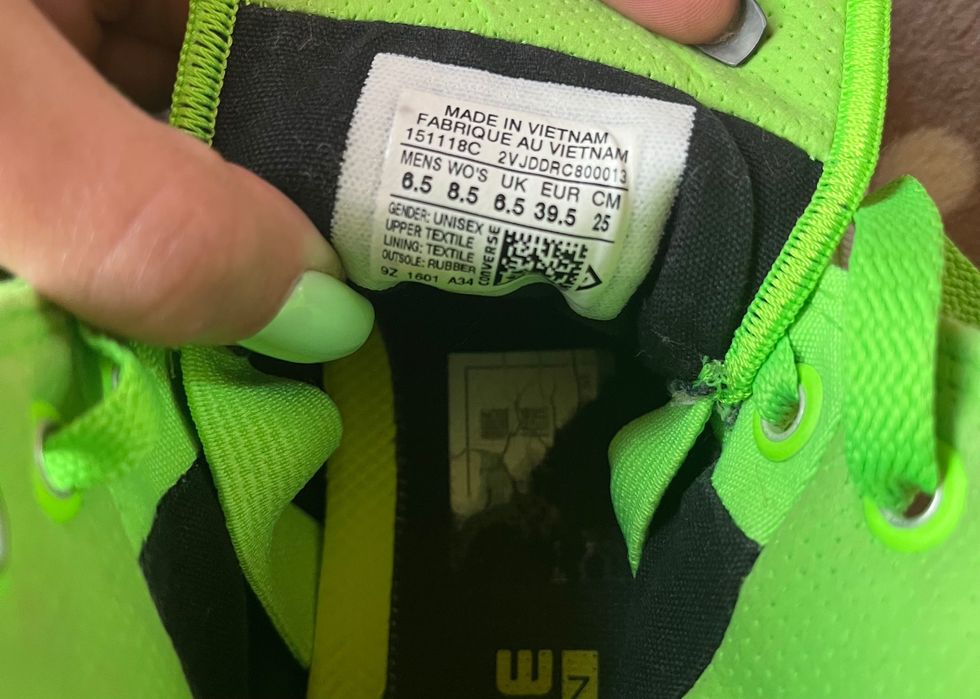 MADE IN VIETNAM
FABRIQUE AU VIETNAM
151118C 2VJDDRC800013
MENS WO'S UK EUR CM
6.5 8.5 6.5 39.5 25
GENDER: UNISEX
UPPER TEXTILE
LINING: TEXTILE
OUTSOLE: RUBBER
9Z 1601 A34
CONVERSE